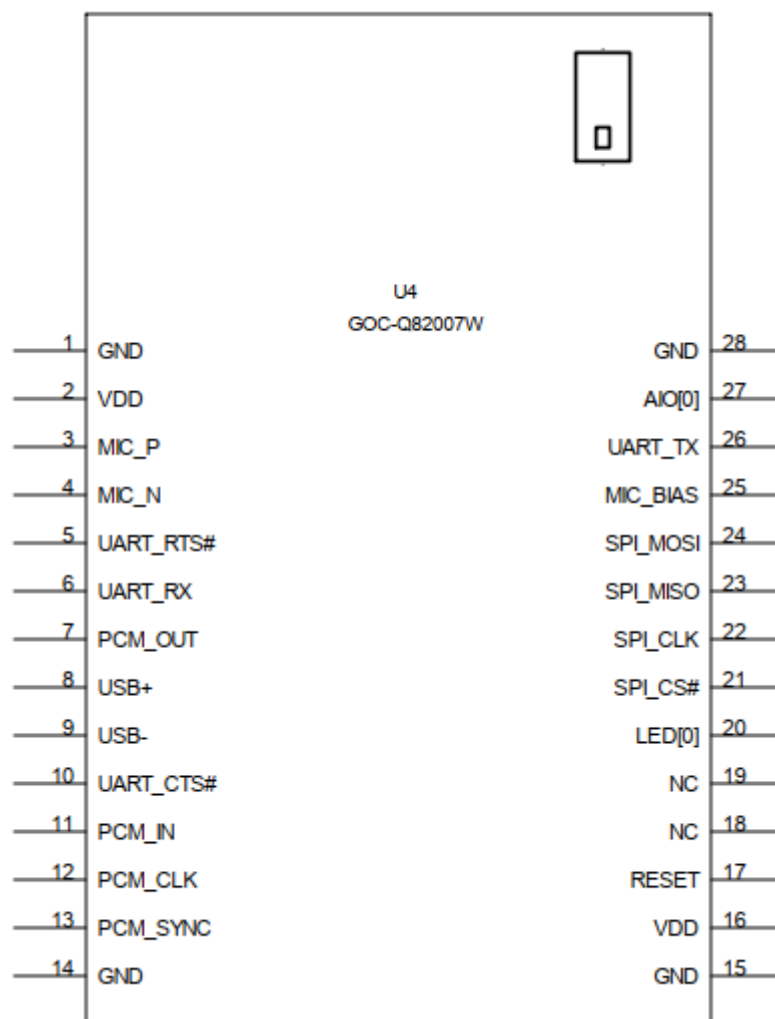 U4
GOC-Q82007W
1 GND GND 28
2 VDD AIO[0] 27
3 MIC_P UART_TX 26
4 MIC_N MIC_BIAS 25
5 UART_RTS# SPI_MOSI 24
6 UART_RX SPI_MISO 23
7 PCM_OUT SPI_CLK 22
8 USB+ SPI_CS# 21
9 USB- LED[0] 20
10 UART_CTS# NC 19
11 PCM_IN NC 18
12 PCM_CLK RESET 17
13 PCM_SYNC VDD 16
14 GND GND 15